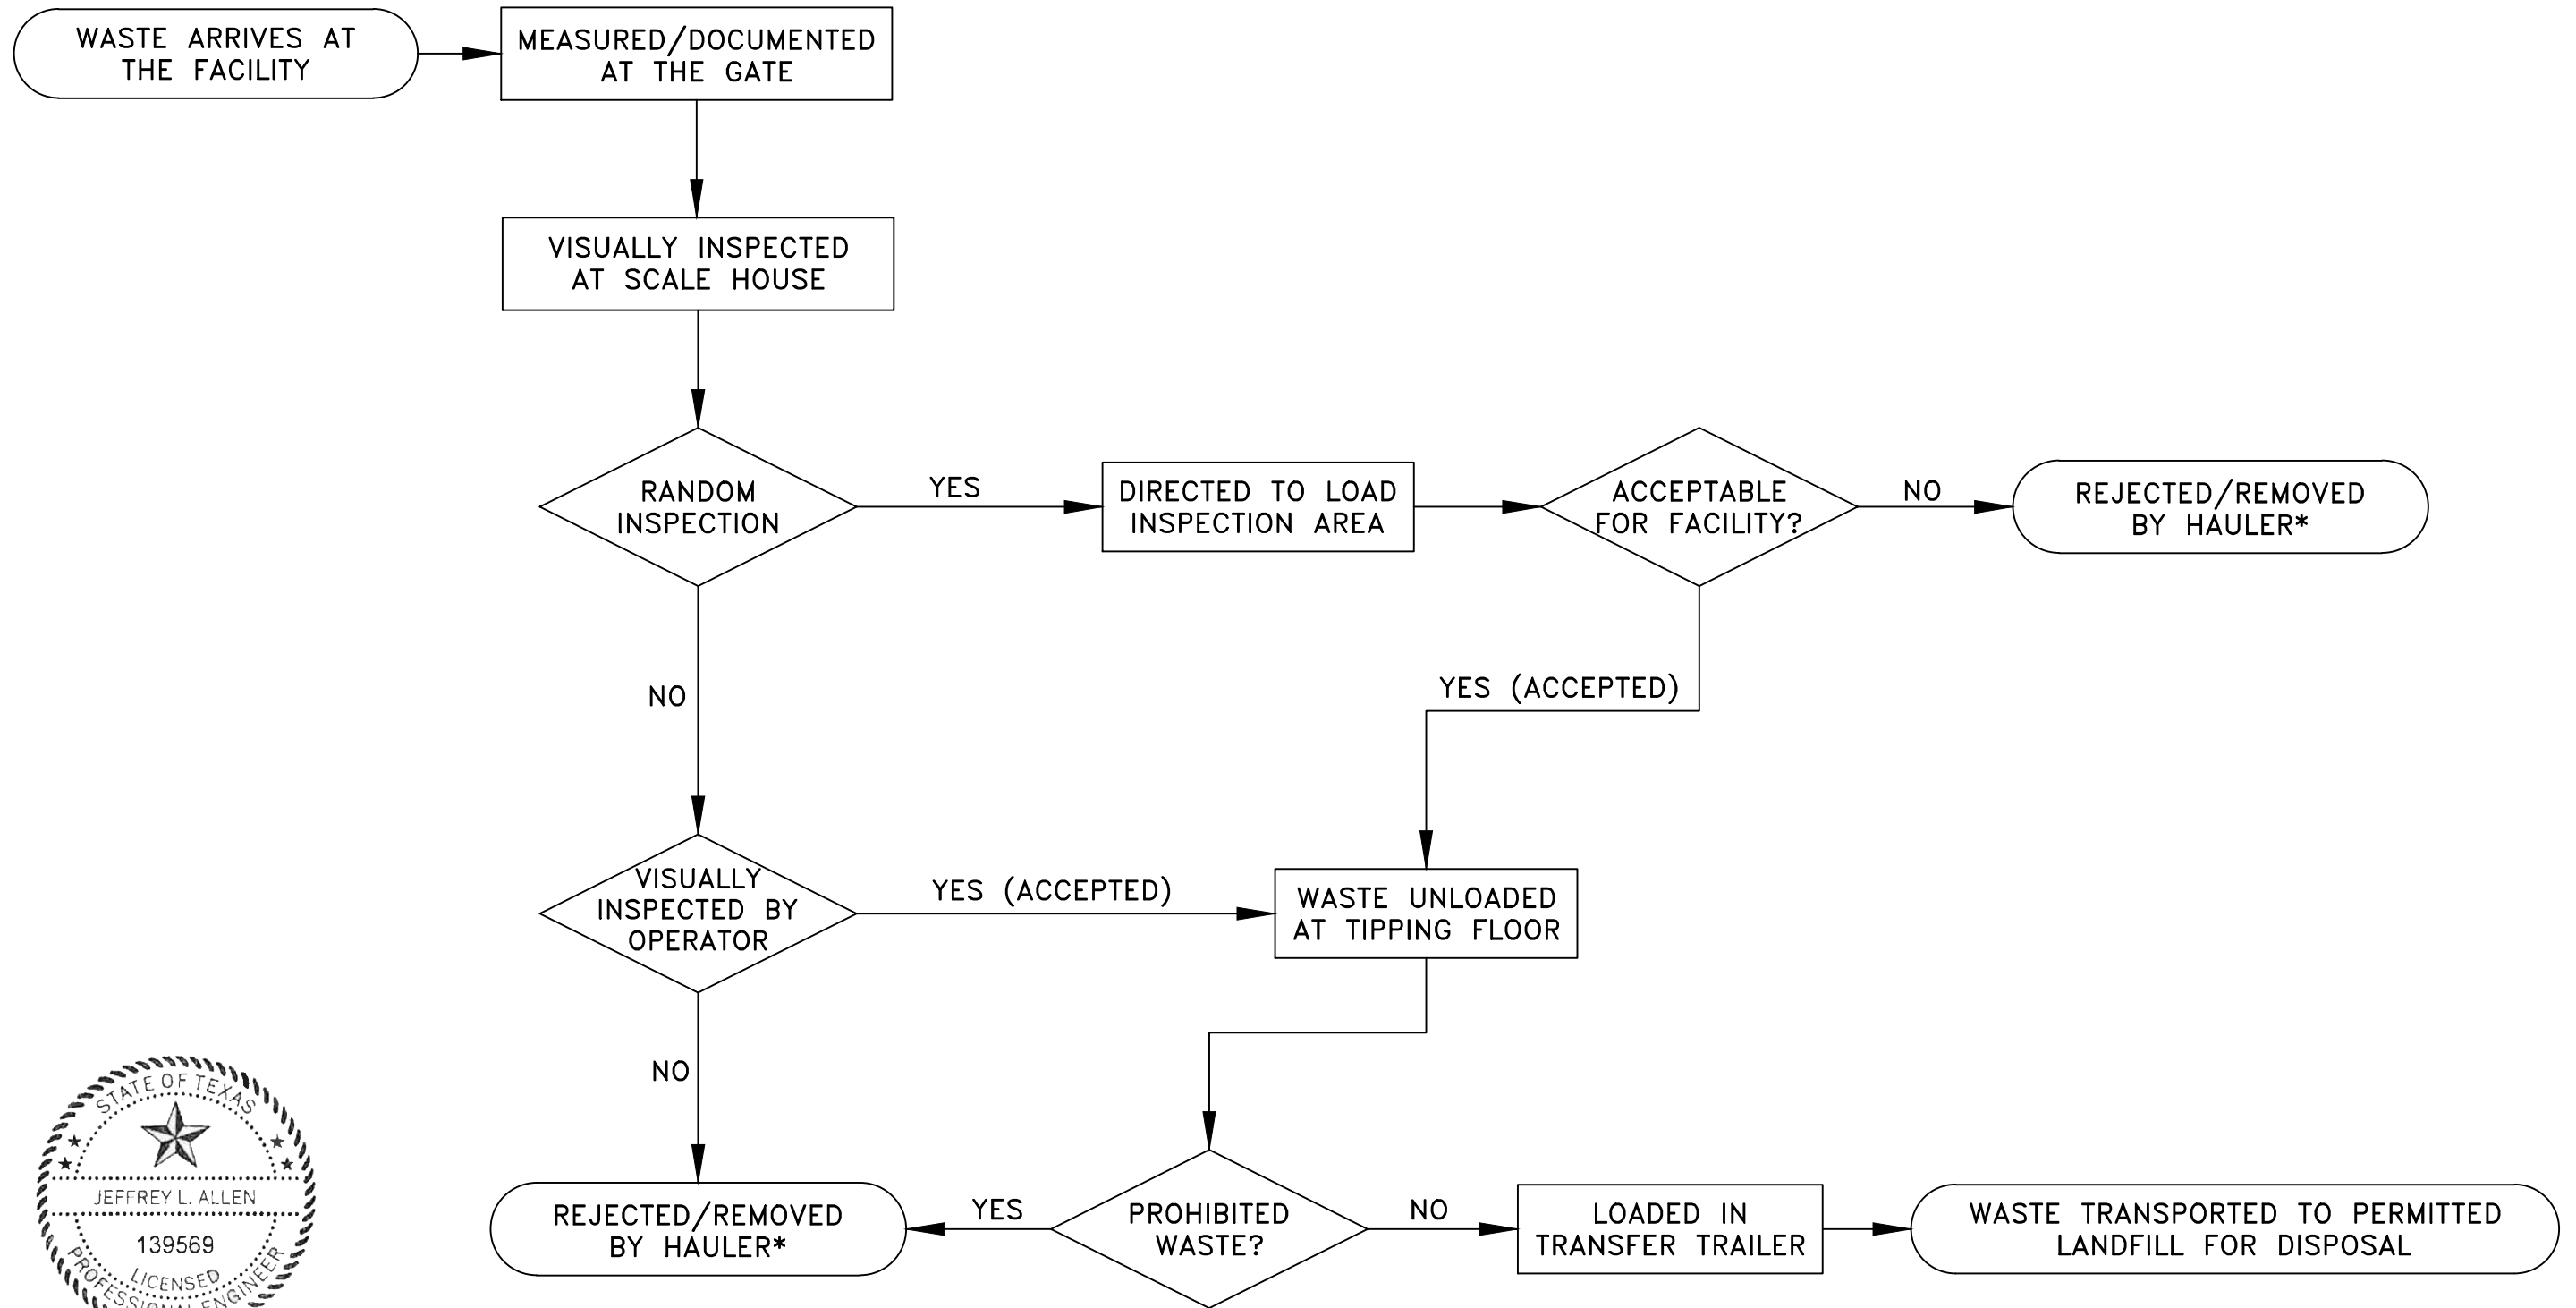 WASTE ARRIVES AT
THE FACILITY
MEASURED/DOCUMENTED
AT THE GATE
VISUALLY INSPECTED
AT SCALE HOUSE
RANDOM
INSPECTION
YES
DIRECTED TO LOAD
INSPECTION AREA
ACCEPTABLE
FOR FACILITY?
NO
REJECTED/REMOVED
BY HAULER*
NO
YES (ACCEPTED)
VISUALLY
INSPECTED BY
OPERATOR
YES (ACCEPTED)
WASTE UNLOADED
AT TIPPING FLOOR
NO
REJECTED/REMOVED
BY HAULER*
YES
PROHIBITED
WASTE?
NO
LOADED IN
TRANSFER TRAILER
WASTE TRANSPORTED TO PERMITTED
LANDFILL FOR DISPOSAL
STATE OF TEXAS
JEFFREY L. ALLEN
139569
LICENSED
PROFESSIONAL ENGINEER